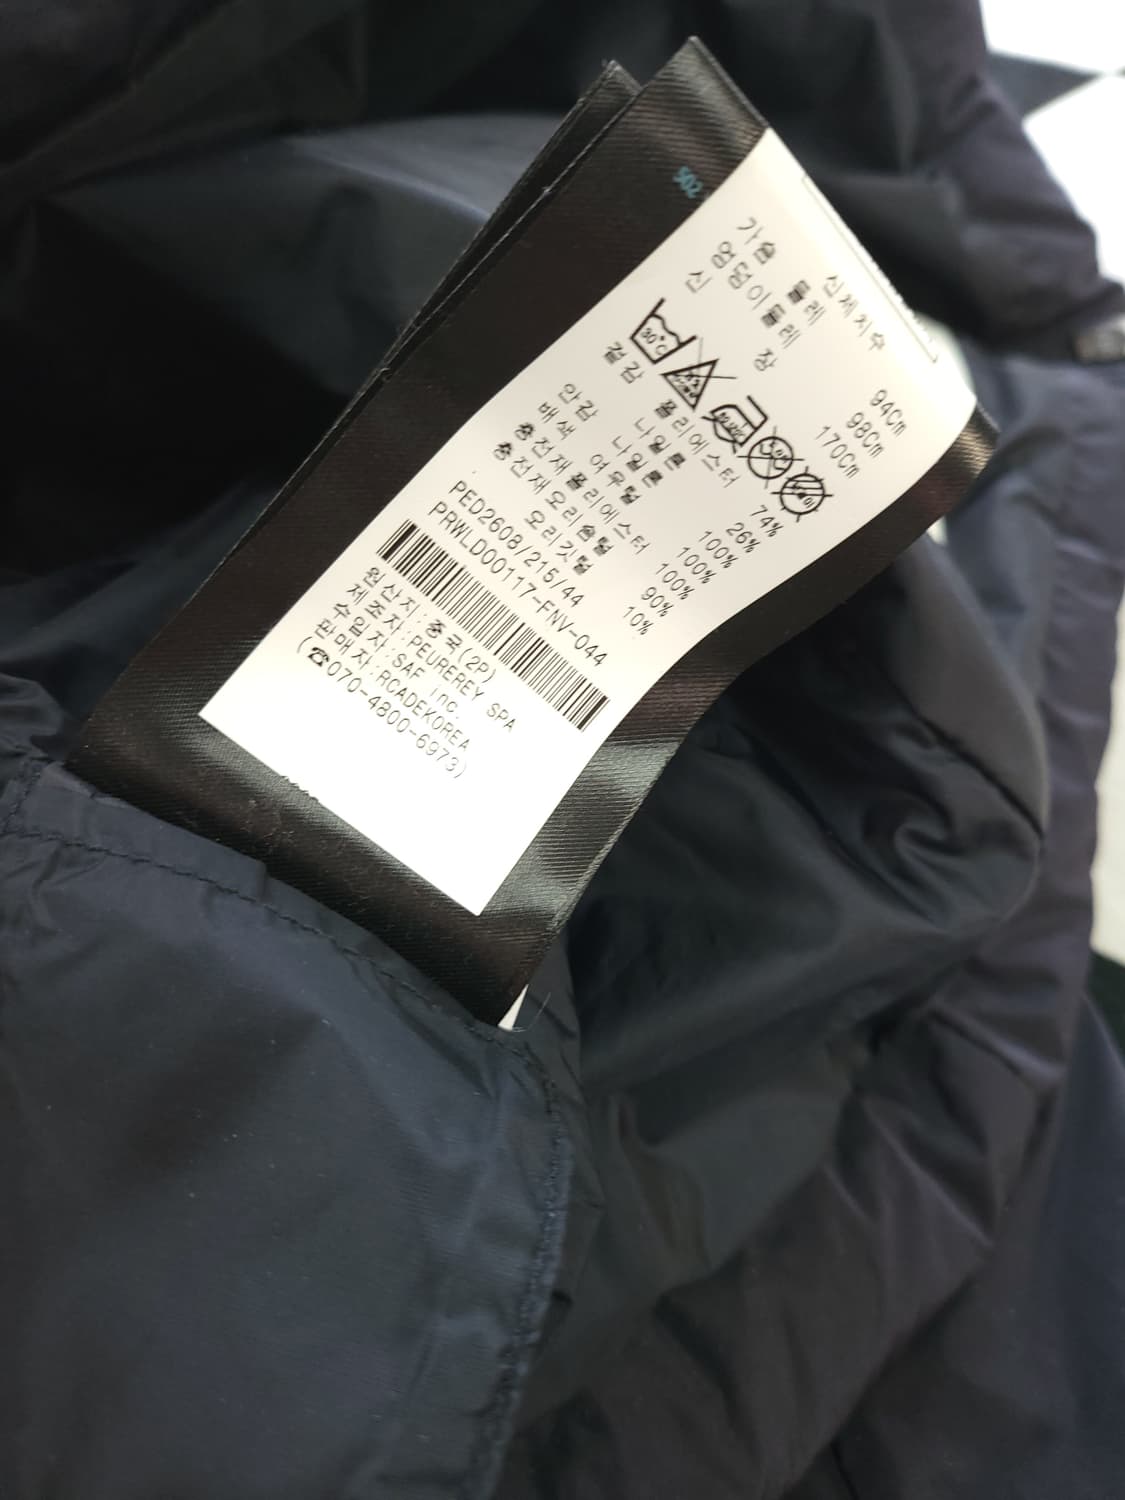 502
신체치수
가슴 둘레 94Cm
엉덩이둘레 98Cm
신 장 170Cm
30℃
겉감 폴리에스터 74%
나일론 26%
안감 나일론 100%
배색 여우털 100%
충전재 폴리에스터 100%
충전재 오리솜털 90%
오리깃털 10%
PED2608/215/44
PRWLD00117-FNV-044
원산지:중국(2P)
제조자:PEUREREY SPA
수입자:SAF Inc.
판매자:RCADEKOREA
(☎070-4800-6973)